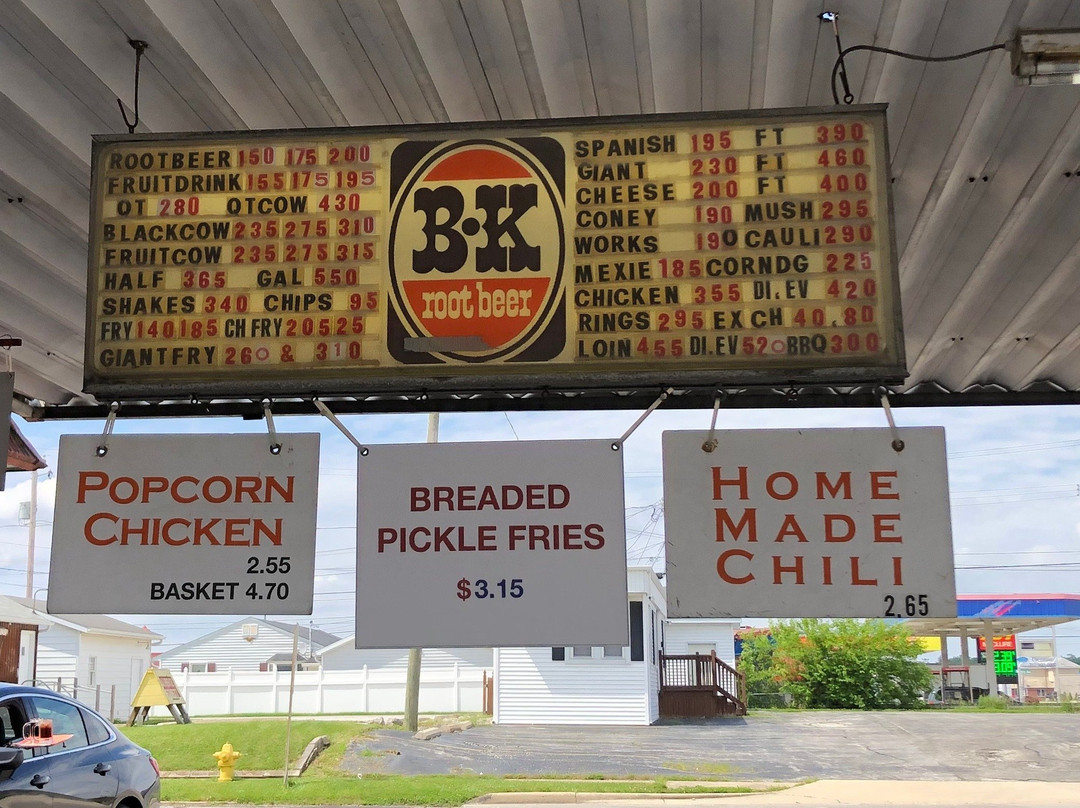 ROOTBEER 150 175 200
FRUITDRINK 155 175 195
QT 280 QTCOW 430
BLACKCOW 235 275 310
FRUITCOW 235 275 315
HALF 365 GAL 550
SHAKES 340 CHIPS 95
FRY 140 185 CH FRY 205 25
GIANTFRY 260 & 310
B·K
root beer
SPANISH 195 FT 390
GIANT 230 FT 460
CHEESE 200 FT 400
CONEY 190 MUSH 295
WORKS 190 CAULI 290
MEXIE 185 CORNDG 225
CHICKEN 355 DI.EV 420
RINGS 295 EXCH 40.80
LOIN 455 DI.EV 520 BBQ 300
POPCORN
CHICKEN
2.55
BASKET 4.70
BREADED
PICKLE FRIES
$3.15
HOME
MADE
CHILI
2.65